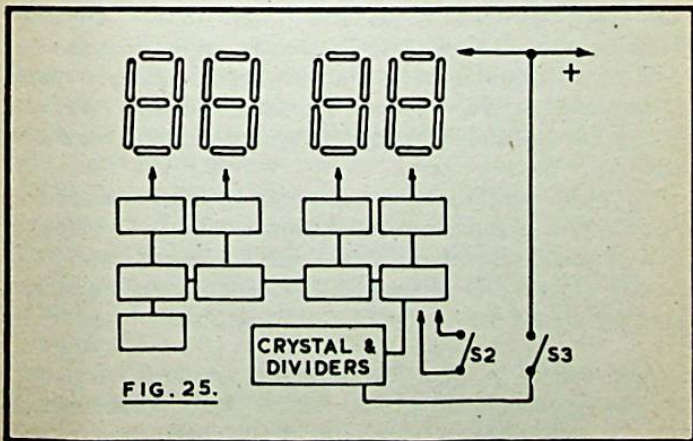 +
CRYSTAL &
DIVIDERS
S2
S3
FIG. 25.